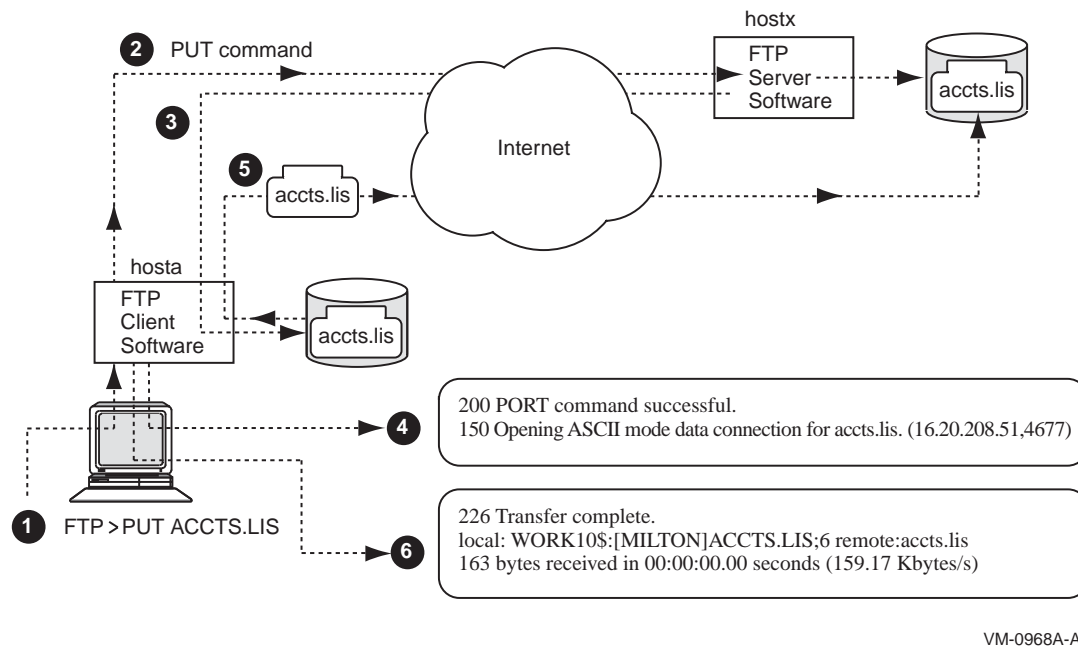 hostx
2 PUT command
FTP
Server
Software
accts.lis
3
Internet
5
accts.lis
hosta
FTP
Client
Software
accts.lis
4
200 PORT command successful.
150 Opening ASCII mode data connection for accts.lis. (16.20.208.51,4677)
1 FTP>PUT ACCTS.LIS
6
226 Transfer complete.
local: WORK10$:[MILTON]ACCTS.LIS;6 remote:accts.lis
163 bytes received in 00:00:00.00 seconds (159.17 Kbytes/s)
VM-0968A-A